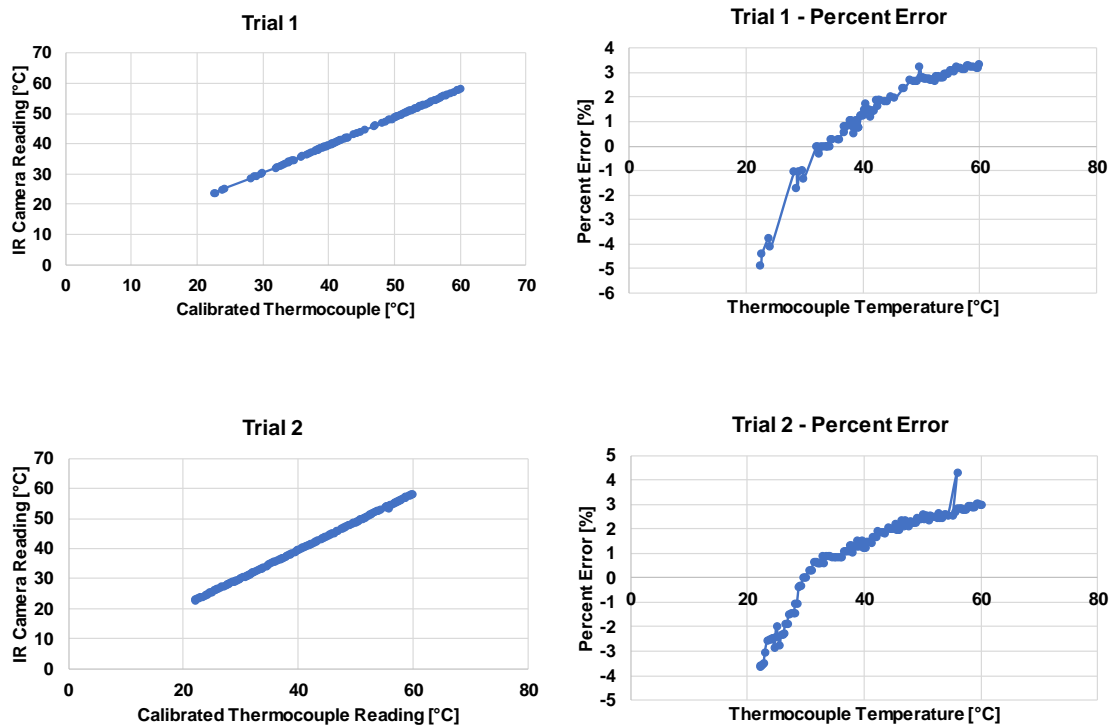 Trial 1
IR Camera Reading [°C]
70
60
50
40
30
20
10
0
0 10 20 30 40 50 60 70
Calibrated Thermocouple [°C]
Trial 1 - Percent Error
Percent Error [%]
4
3
2
1
0
-1
-2
-3
-4
-5
-6
0 20 40 60 80
Thermocouple Temperature [°C]
Trial 2
IR Camera Reading [°C]
70
60
50
40
30
20
10
0
0 20 40 60 80
Calibrated Thermocouple Reading [°C]
Trial 2 - Percent Error
Percent Error [%]
5
4
3
2
1
0
-1
-2
-3
-4
-5
0 20 40 60 80
Thermocouple Temperature [°C]